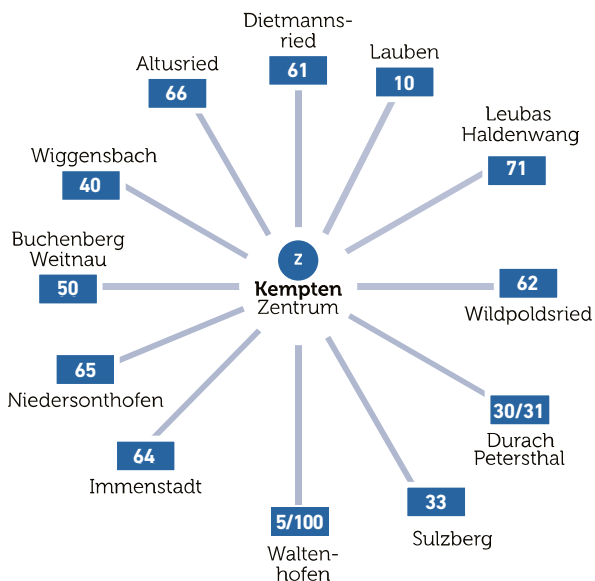 Dietmanns-
ried
61
Lauben
10
Altusried
66
Leubas
Haldenwang
71
Wiggensbach
40
Buchenberg
Weitnau
50
Z
Kempten
Zentrum
62
Wildpoldsried
65
Niedersonthofen
30/31
Durach
Petersthal
64
Immenstadt
33
Sulzberg
5/100
Walten-
hofen